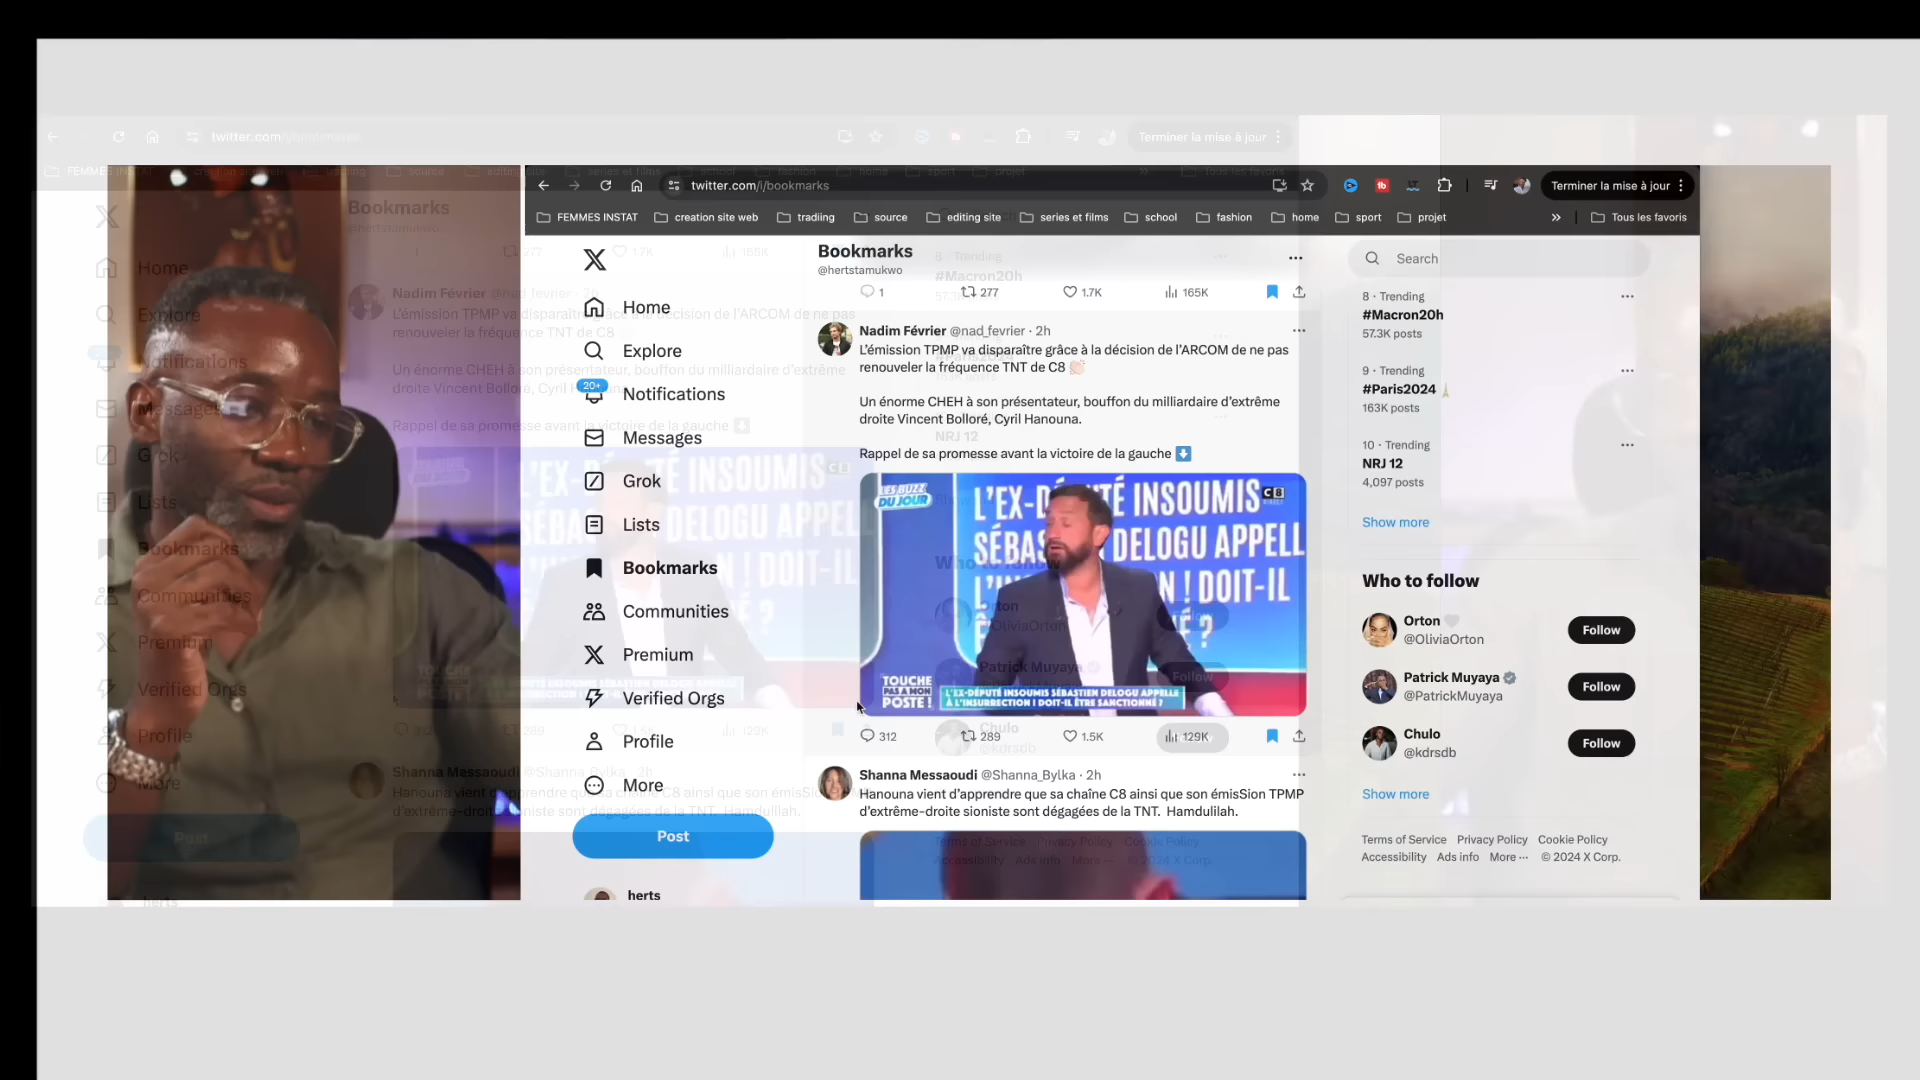 twitter.com/i/bookmarks
Terminer la mise à jour
FEMMES INSTAT
creation site web
tradiing
source
editing site
series et films
school
fashion
home
sport
projet
Tous les favoris
Home
Explore
20+
Notifications
Messages
Grok
Lists
Bookmarks
Communities
Premium
Verified Orgs
Profile
More
Post
herts
Bookmarks
@hertstamukwo
1 277 1.7K 165K
Nadim Février @nad_fevrier · 2h
L'émission TPMP va disparaître grâce à la décision de l'ARCOM de ne pas
renouveler la fréquence TNT de C8
Un énorme CHEH à son présentateur, bouffon du milliardaire d'extrême
droite Vincent Bolloré, Cyril Hanouna.
Rappel de sa promesse avant la victoire de la gauche
LES BUZZ
DU JOUR
L'EX-DÉPUTÉ INSOUMIS
SÉBAS DELOGU APPELL
L'IN N ! DOIT-IL
É ?
C8
DIRECT
TOUCHE
PAS A MON
POSTE !
L'EX-DÉPUTÉ INSOUMIS SÉBASTIEN DELOGU APPELLE
À L'INSURRECTION ! DOIT-IL ÊTRE SANCTIONNÉ ?
312 289 1.5K 129K
Shanna Messaoudi @Shanna_Bylka · 2h
Hanouna vient d'apprendre que sa chaîne C8 ainsi que son émisSion TPMP
d'extrême-droite sioniste sont dégagées de la TNT. Hamdulilah.
Search
8 · Trending
#Macron20h
57.3K posts
9 · Trending
#Paris2024
163K posts
10 · Trending
NRJ 12
4,097 posts
Show more
Who to follow
Orton
@OliviaOrton
Follow
Patrick Muyaya
@PatrickMuyaya
Follow
Chulo
@kdrsdb
Follow
Show more
Terms of Service Privacy Policy Cookie Policy
Accessibility Ads info More ··· © 2024 X Corp.